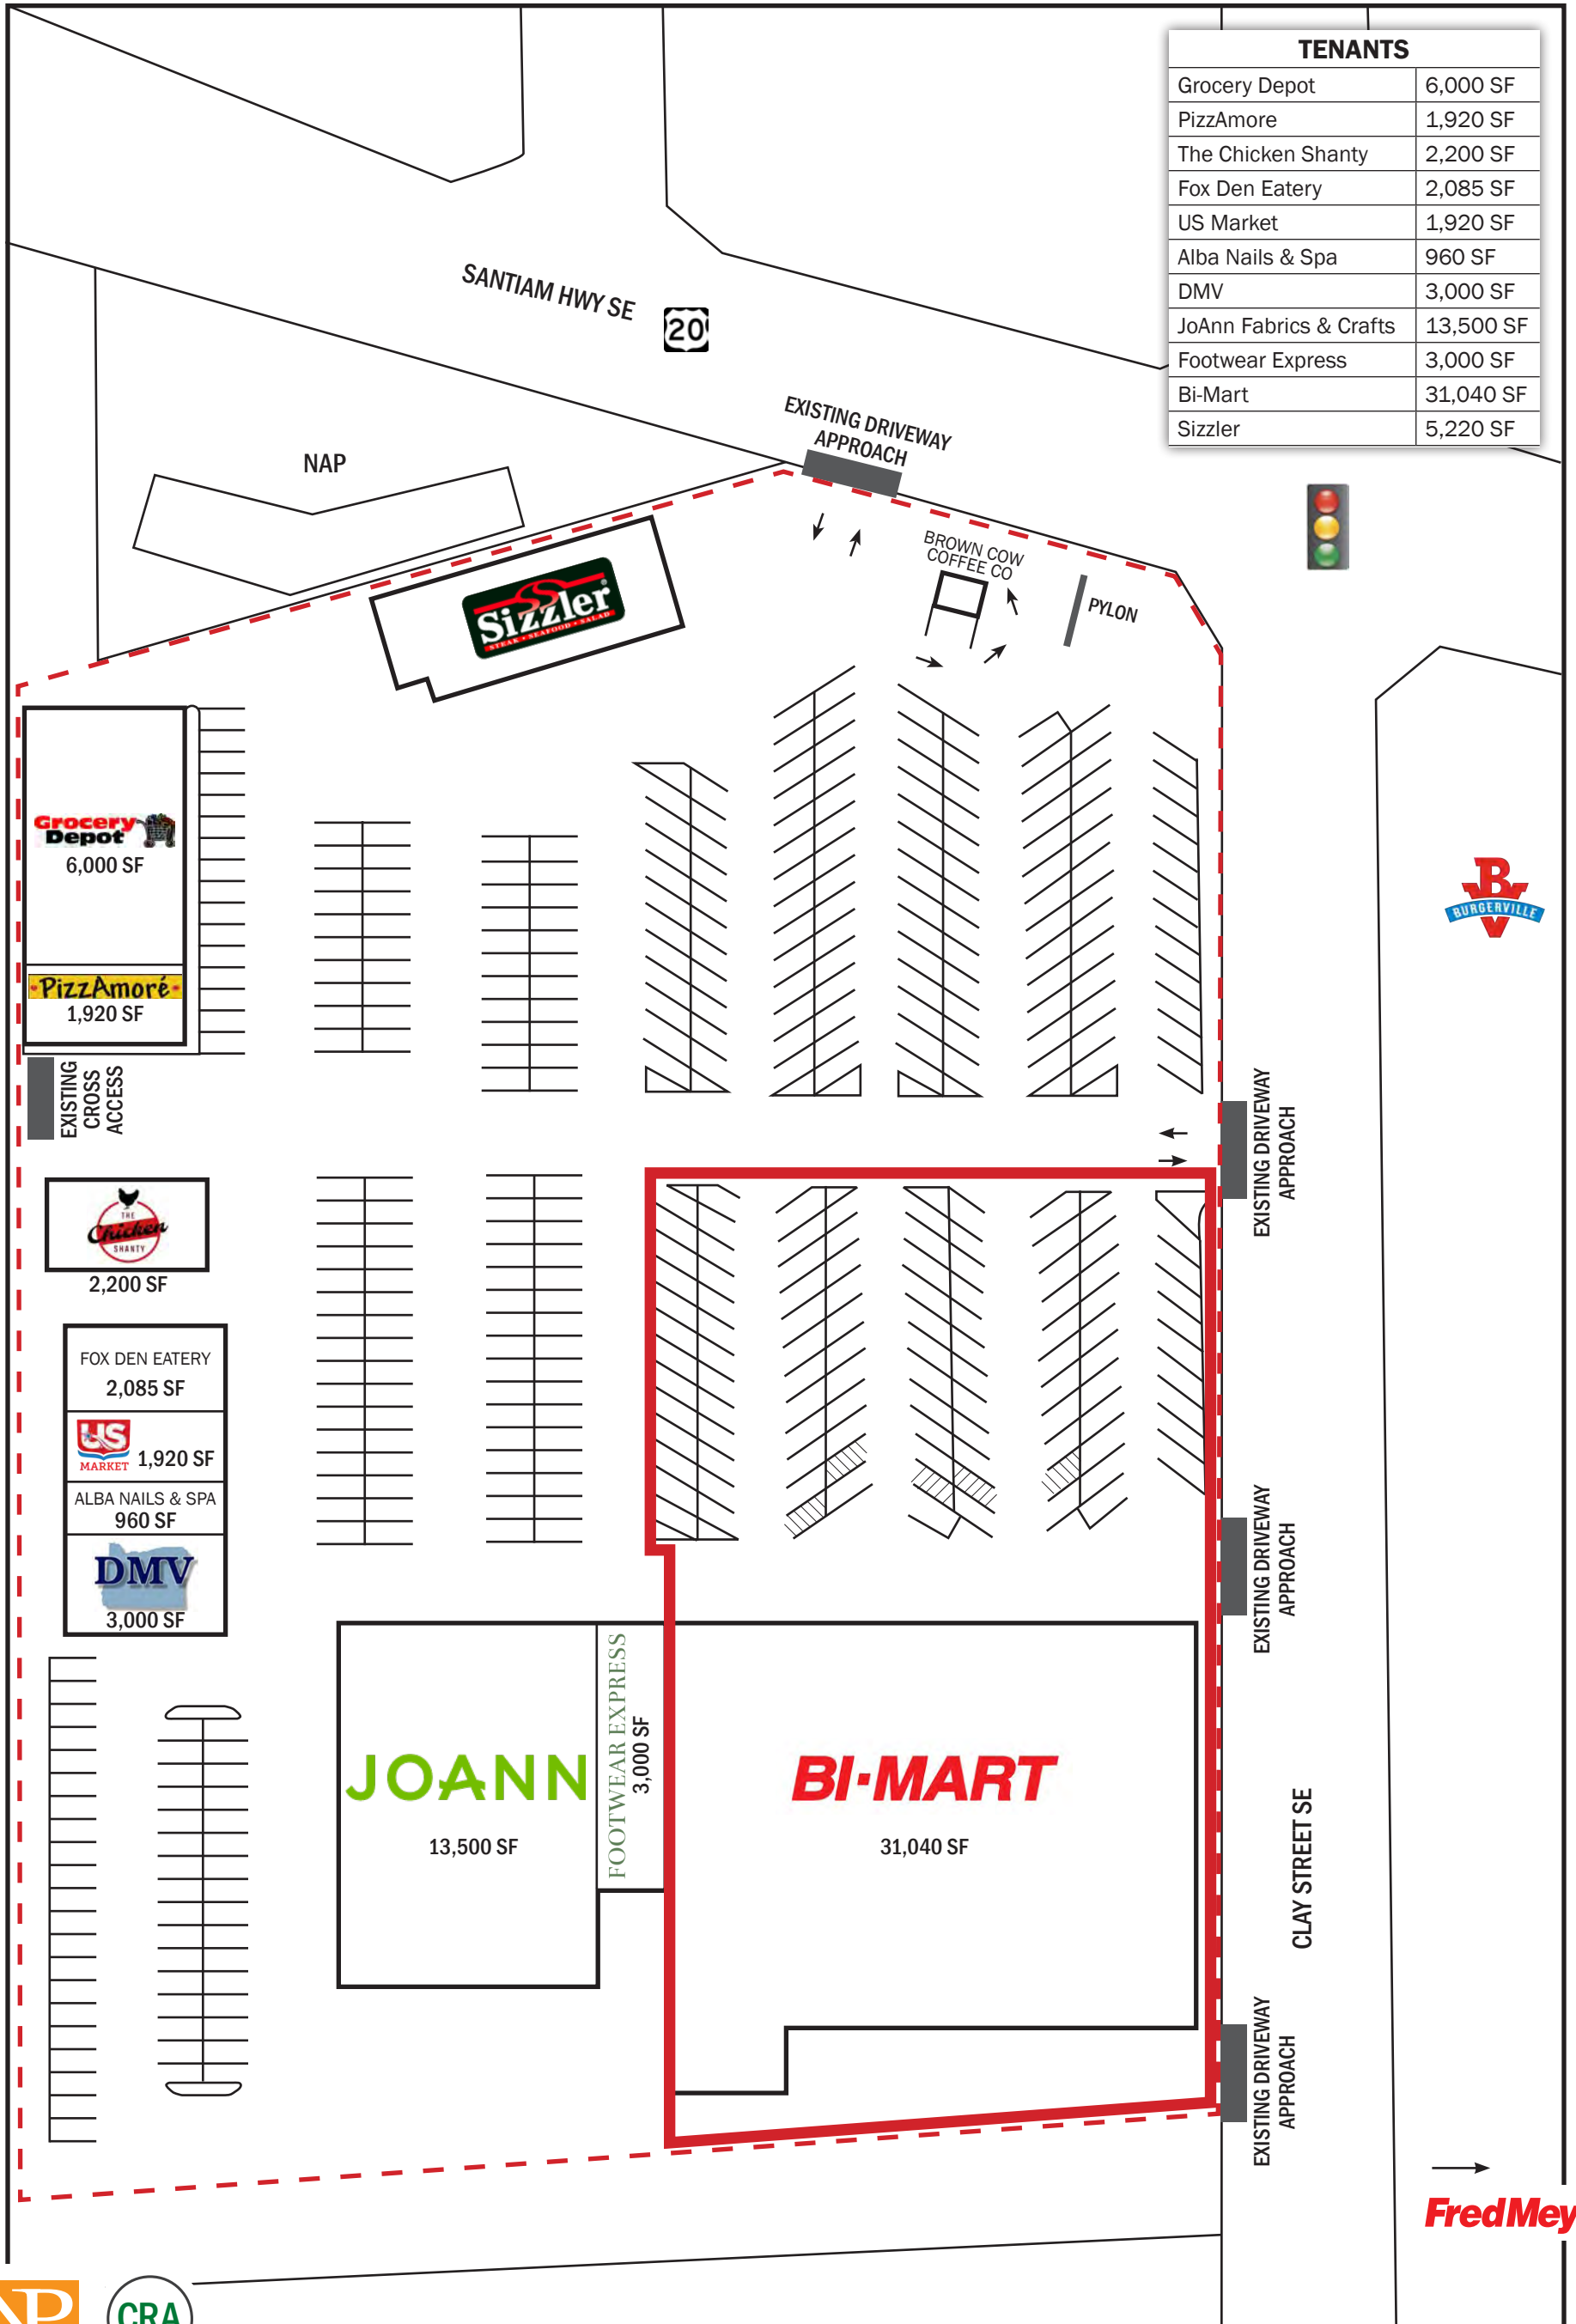 TENANTS
Grocery Depot 6,000 SF
PizzAmore 1,920 SF
The Chicken Shanty 2,200 SF
Fox Den Eatery 2,085 SF
US Market 1,920 SF
Alba Nails & Spa 960 SF
DMV 3,000 SF
JoAnn Fabrics & Crafts 13,500 SF
Footwear Express 3,000 SF
Bi-Mart 31,040 SF
Sizzler 5,220 SF
SANTIAM HWY SE
20
EXISTING DRIVEWAY
APPROACH
NAP
BROWN COW
COFFEE CO
PYLON
Sizzler®
STEAK • SEAFOOD • SALAD
Grocery
Depot
6,000 SF
PizzAmoré
1,920 SF
B
BURGERVILLE
V
EXISTING
CROSS
ACCESS
EXISTING DRIVEWAY
APPROACH
THE
Chicken
SHANTY
2,200 SF
FOX DEN EATERY
2,085 SF
US
MARKET 1,920 SF
ALBA NAILS & SPA
960 SF
DMV
3,000 SF
EXISTING DRIVEWAY
APPROACH
JOANN
13,500 SF
FOOTWEAR EXPRESS
3,000 SF
BI-MART
31,040 SF
CLAY STREET SE
EXISTING DRIVEWAY
APPROACH
FredMey
NP
CRA